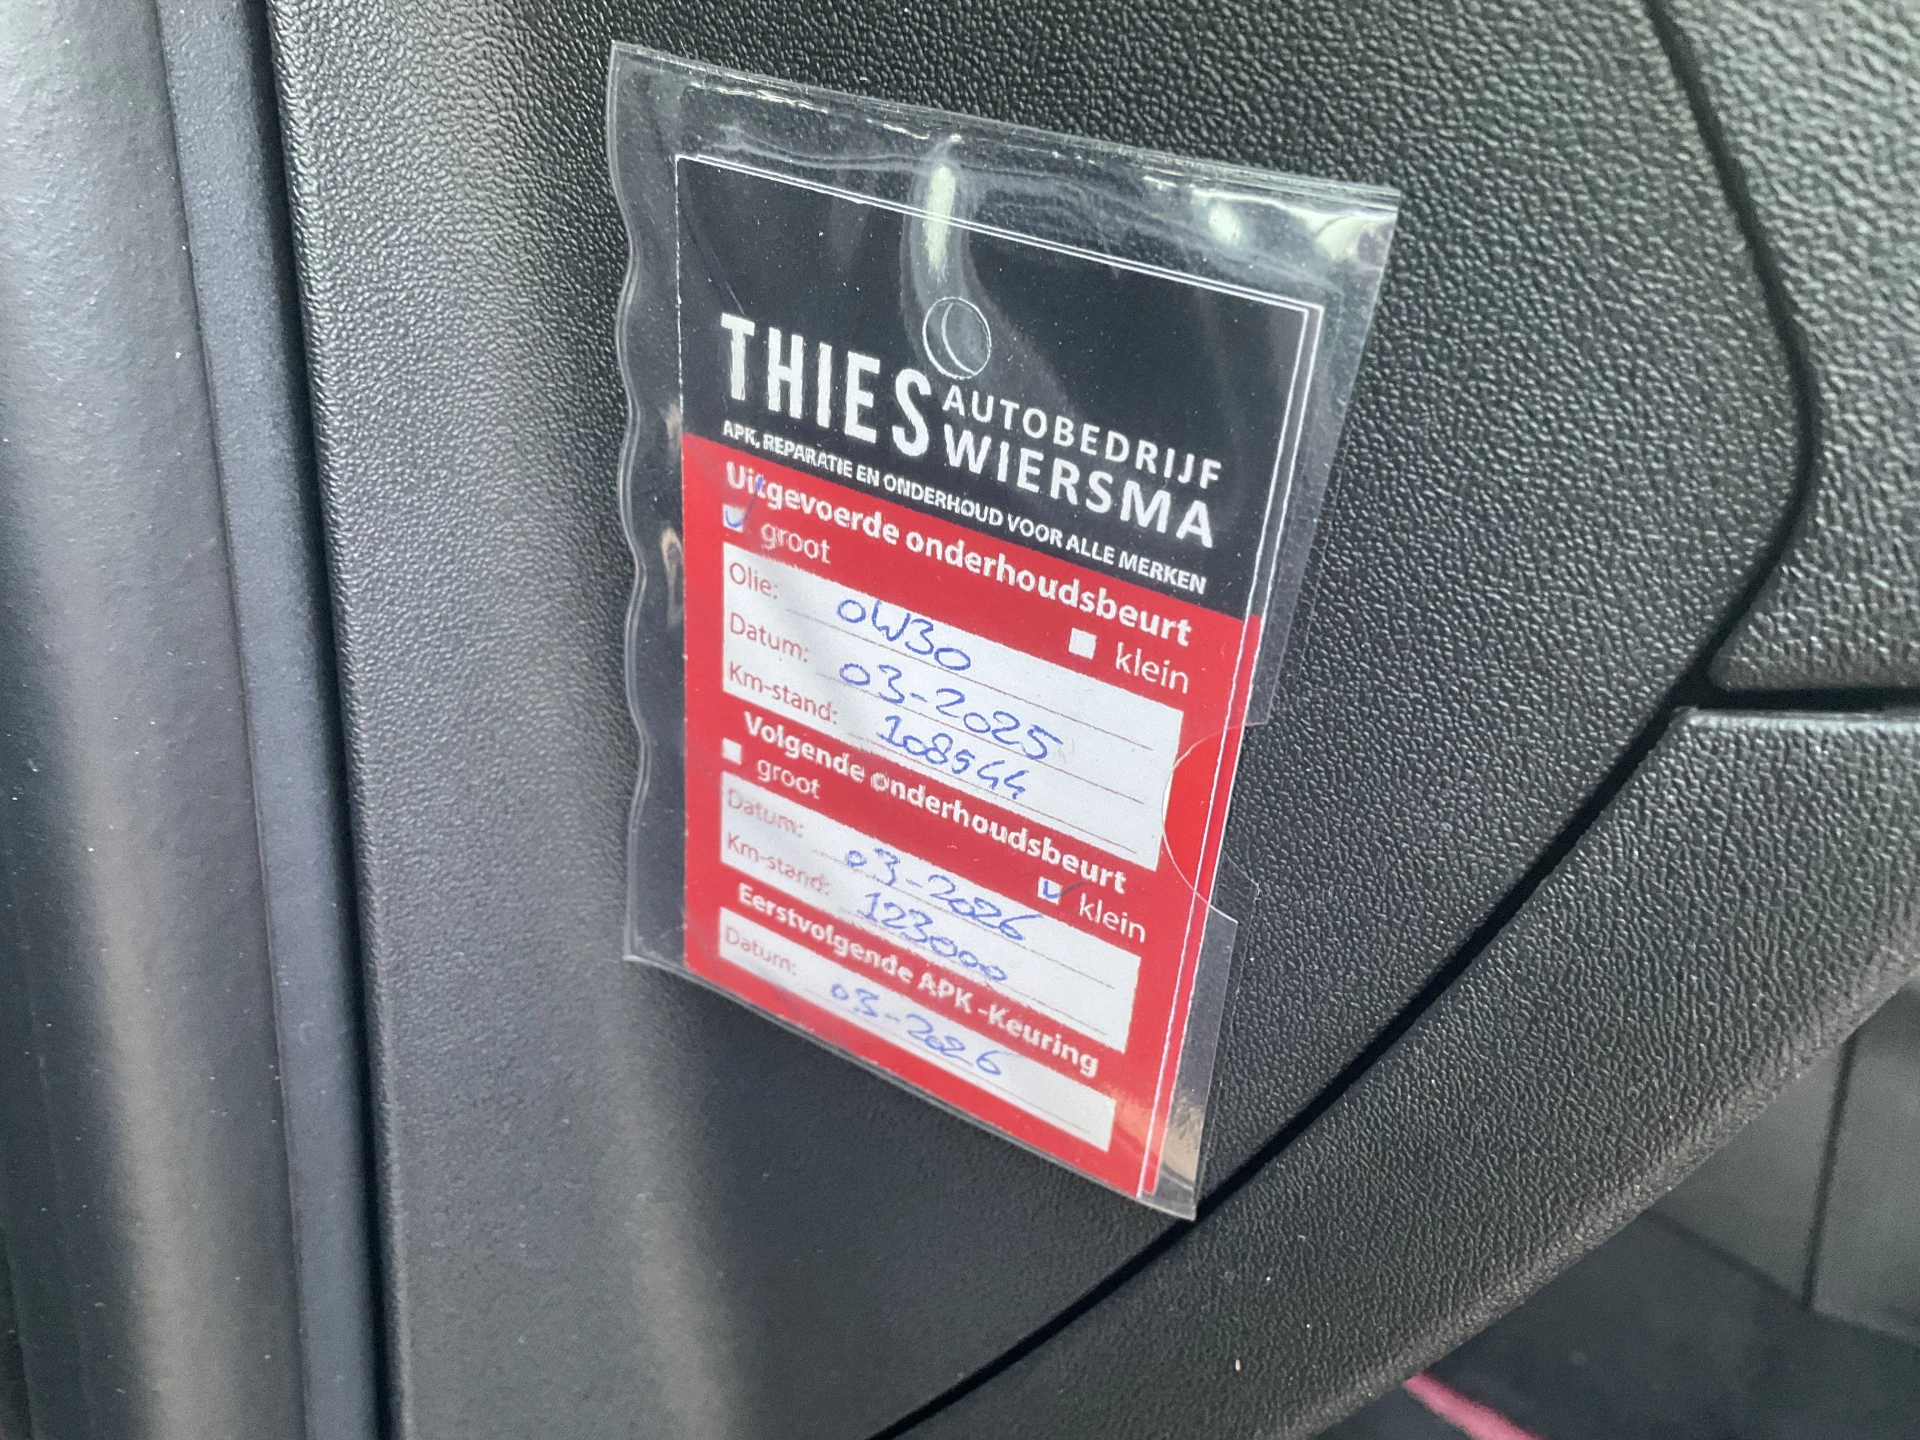 THIES AUTOBEDRIJF WIERSMA
APK, REPARATIE EN ONDERHOUD VOOR ALLE MERKEN
Uitgevoerde onderhoudsbeurt
groot klein
Olie: 0W30
Datum: 03-2025
Km-stand: 108544
Volgende onderhoudsbeurt
groot klein
Datum: 03-2026
Km-stand: 123000
Eerstvolgende APK-Keuring
Datum: 03-2026